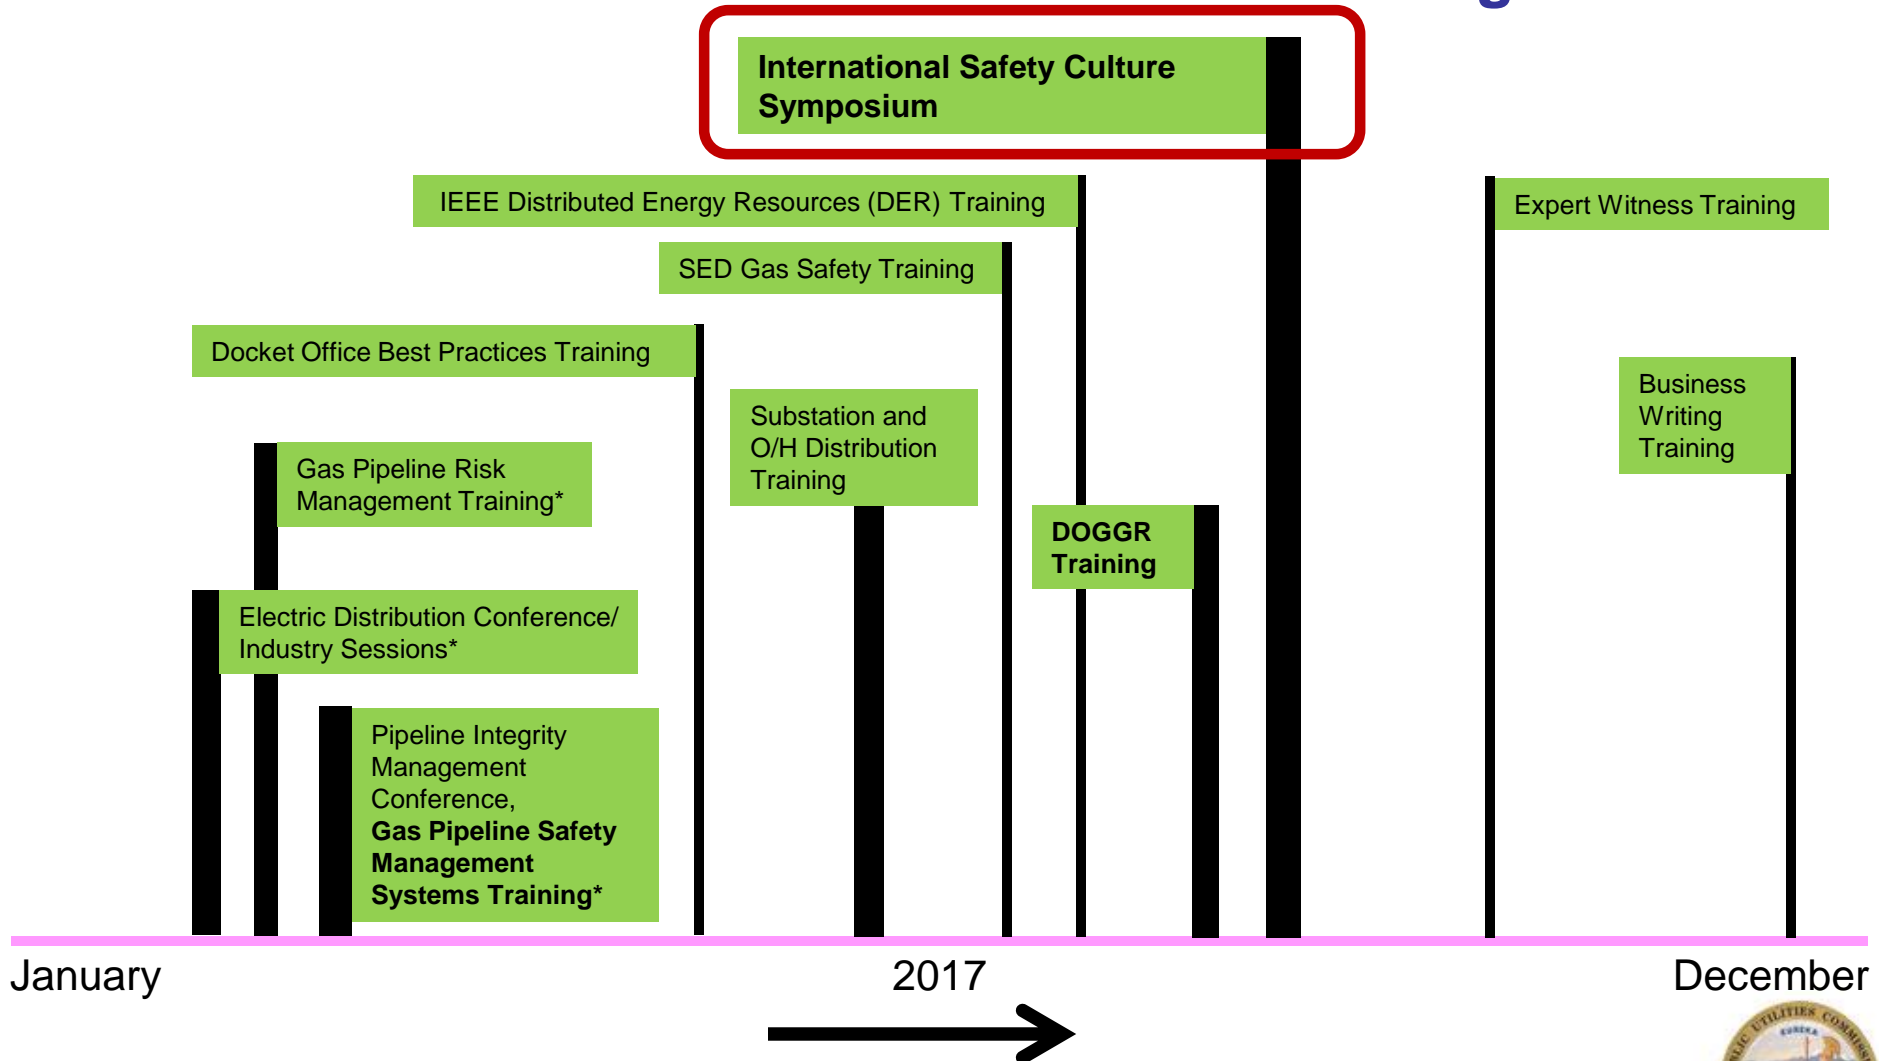 International Safety Culture
Symposium
IEEE Distributed Energy Resources (DER) Training
Expert Witness Training
SED Gas Safety Training
Docket Office Best Practices Training
Business
Writing
Training
Substation and
O/H Distribution
Training
Gas Pipeline Risk
Management Training*
DOGGR
Training
Electric Distribution Conference/
Industry Sessions*
Pipeline Integrity
Management
Conference,
Gas Pipeline Safety
Management
Systems Training*
January
2017
December
UTILITIES
EUREKA